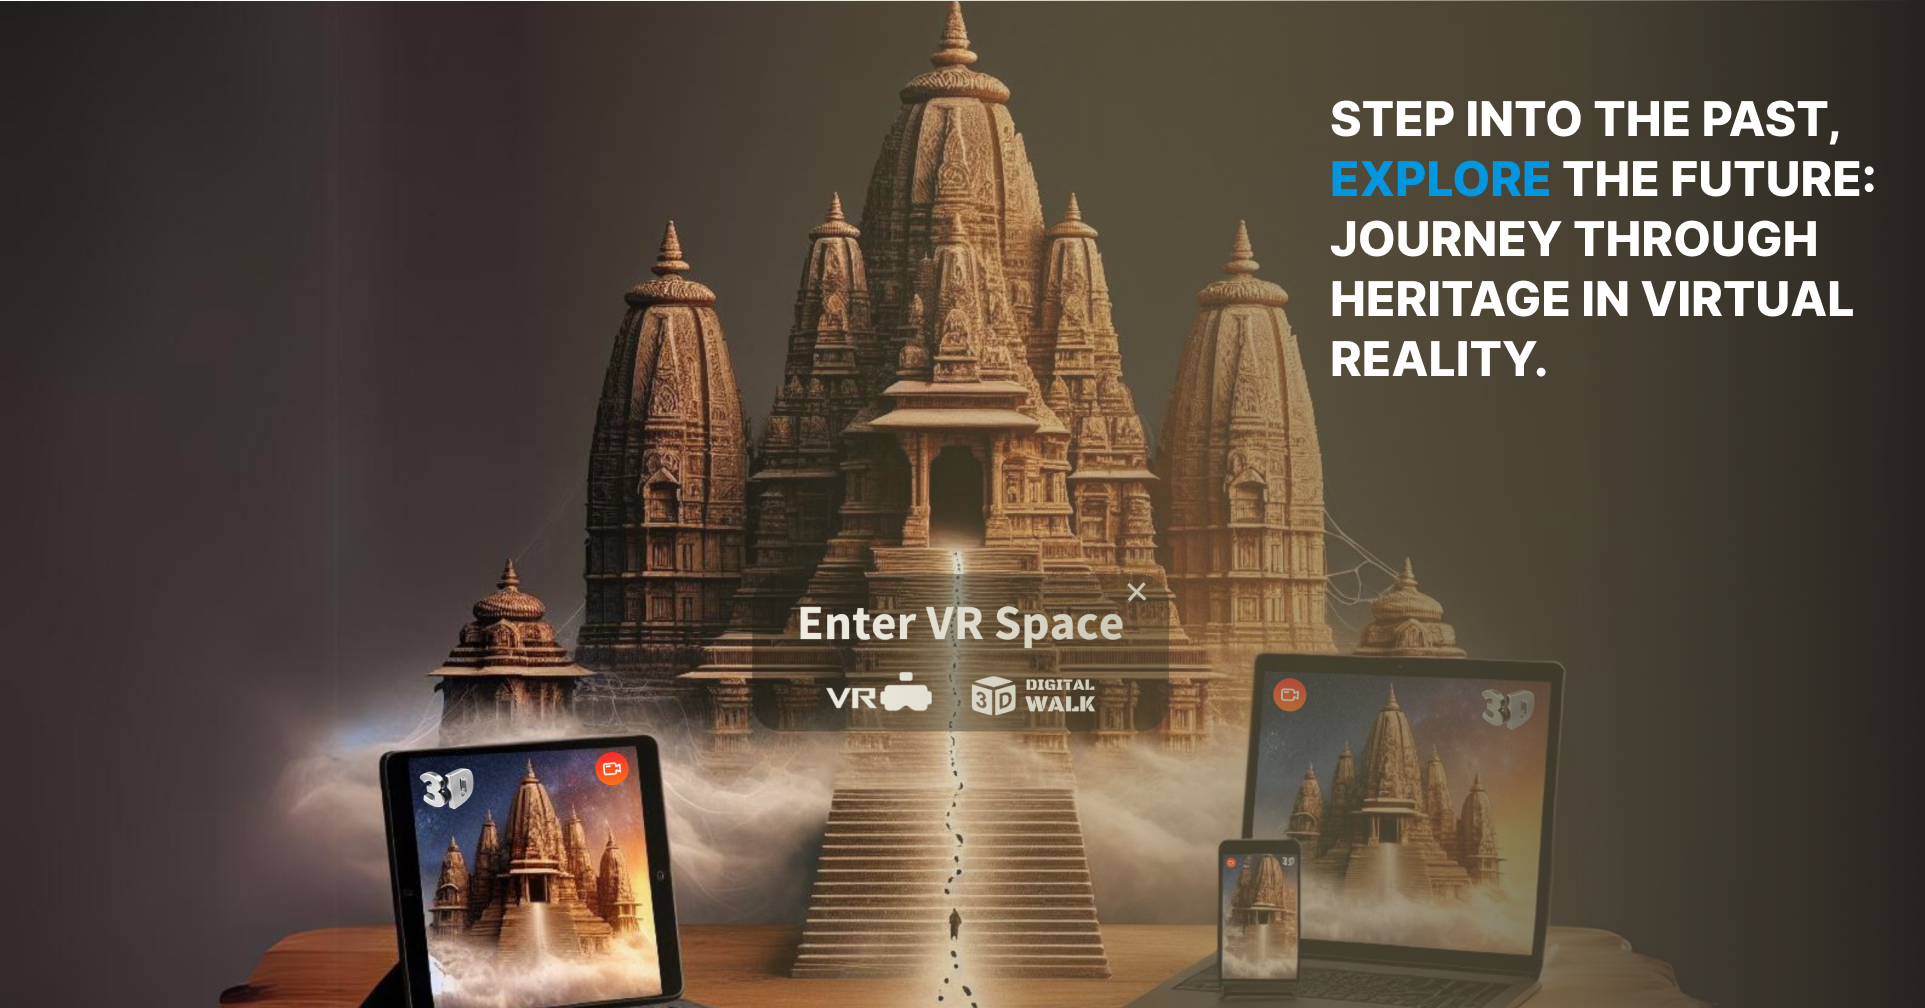 STEP INTO THE PAST,
EXPLORE THE FUTURE:
JOURNEY THROUGH
HERITAGE IN VIRTUAL
REALITY.
Enter VR Space
VR
3D DIGITAL
WALK
3D
3D
3D